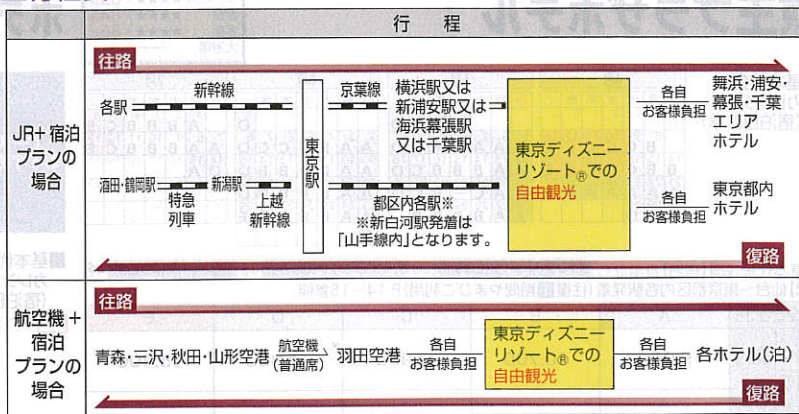 行　程
JR+宿泊
プランの
場合
往路
各駅
新幹線
東京駅
京葉線
横浜駅又は
新浦安駅又は
海浜幕張駅
又は千葉駅
酒田・鶴岡駅
特急
列車
新潟駅
上越
新幹線
都区内各駅※
※新白河駅発着は
「山手線内」となります。
東京ディズニー
リゾート®での
自由観光
各自
お客様負担
舞浜・浦安・
幕張・千葉
エリア
ホテル
各自
お客様負担
東京都内
ホテル
復路
航空機+
宿泊
プランの
場合
往路
青森・三沢・秋田・山形空港
航空機
(普通席)
羽田空港
各自
お客様負担
東京ディズニー
リゾート®での
自由観光
各自
お客様負担
各ホテル(泊)
復路